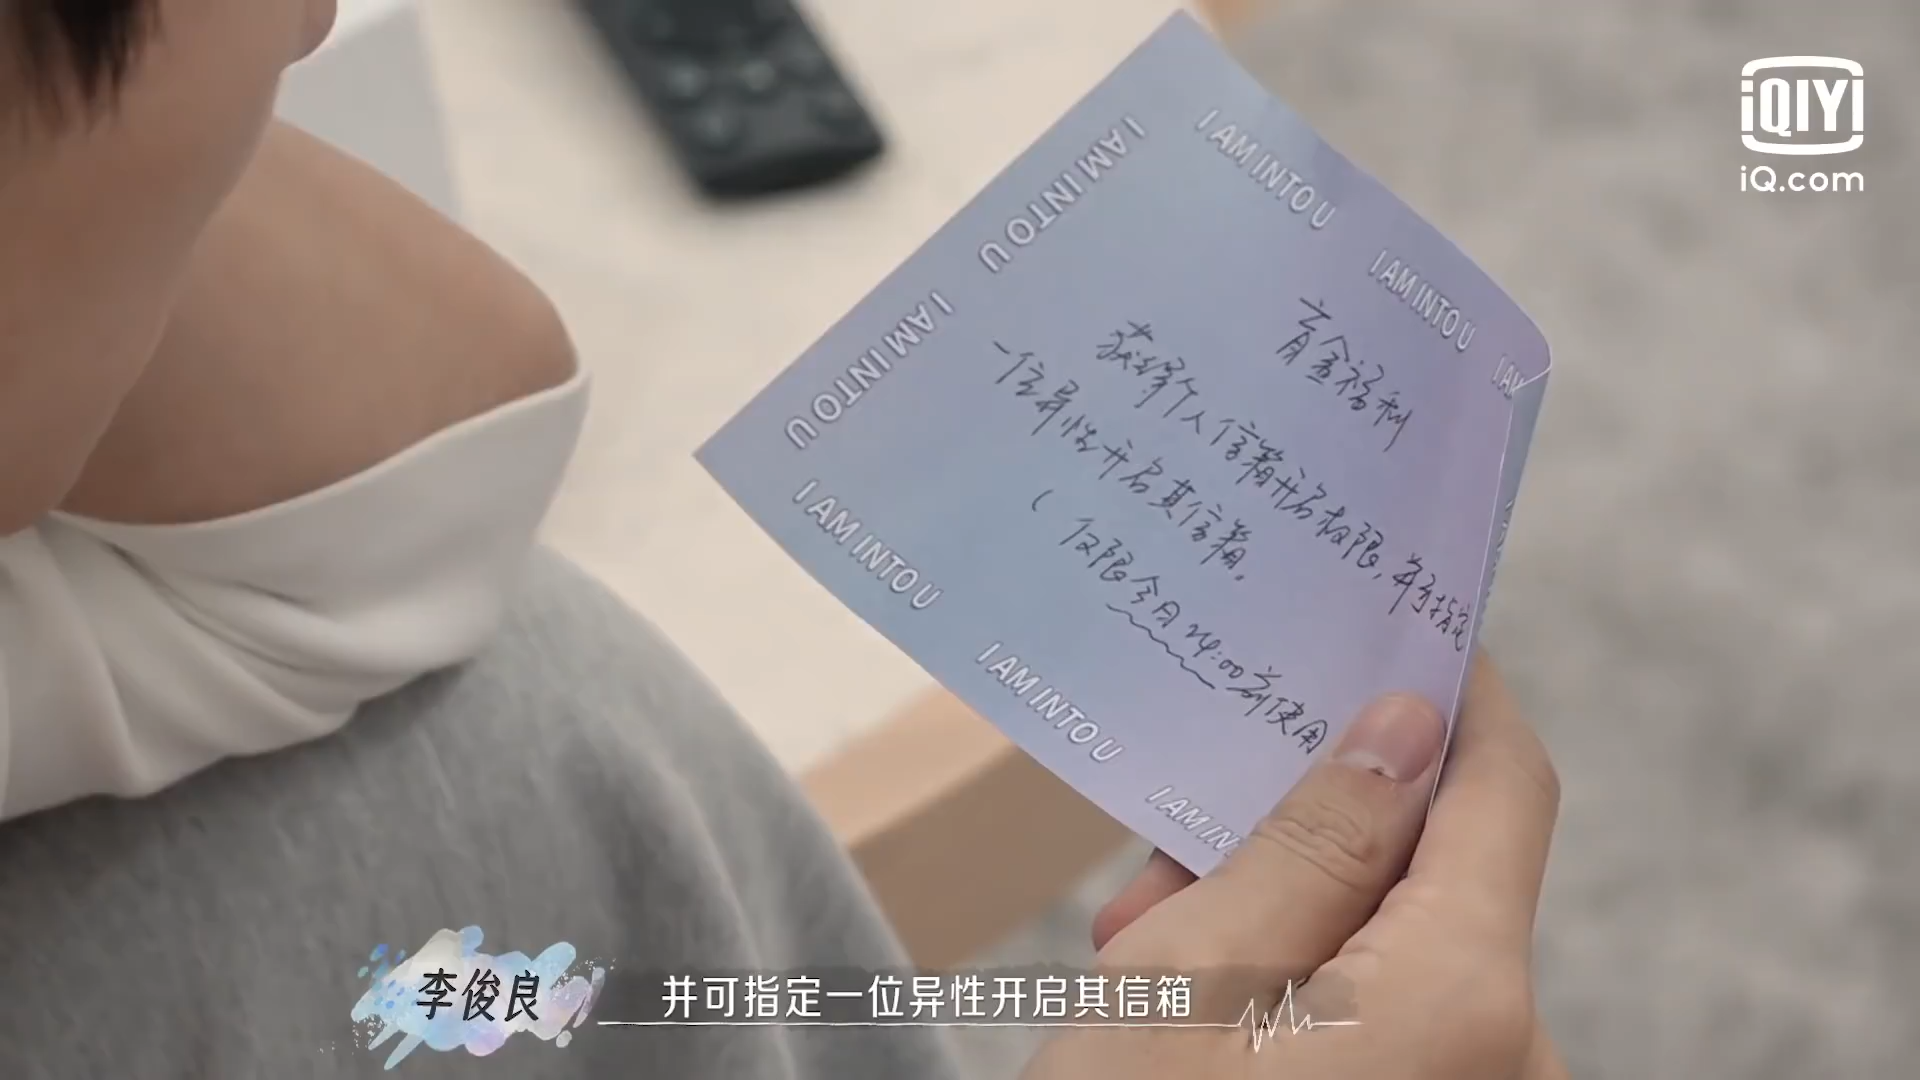 iQIYI
iQ.com
I AM INTO U
I AM INTO U
I AM INTO U
I AM INTO U
I AM
盲盒福利
获得个人信箱开启权限,并可指定
一位异性开启其信箱。
(仅限今日24:00前使用
I AM INTO U
I AM INTO U
I AM IN
李俊良
并可指定一位异性开启其信箱